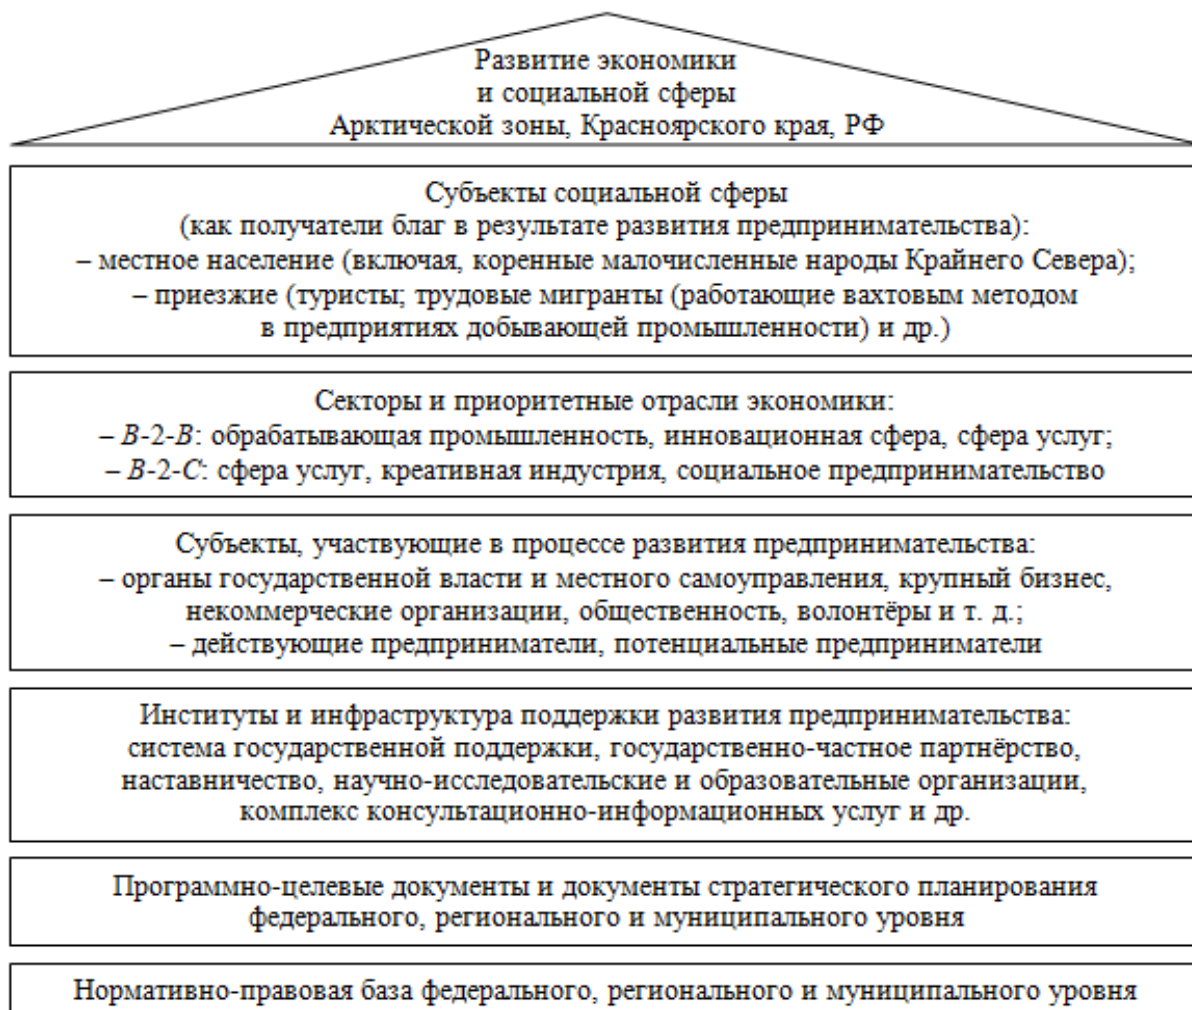 Развитие экономики
и социальной сферы
Арктической зоны, Красноярского края, РФ
Субъекты социальной сферы
(как получатели благ в результате развития предпринимательства):
– местное население (включая, коренные малочисленные народы Крайнего Севера);
– приезжие (туристы; трудовые мигранты (работающие вахтовым методом
в предприятиях добывающей промышленности) и др.)
Секторы и приоритетные отрасли экономики:
– B-2-B: обрабатывающая промышленность, инновационная сфера, сфера услуг;
– B-2-C: сфера услуг, креативная индустрия, социальное предпринимательство
Субъекты, участвующие в процессе развития предпринимательства:
– органы государственной власти и местного самоуправления, крупный бизнес,
некоммерческие организации, общественность, волонтёры и т. д.;
– действующие предприниматели, потенциальные предприниматели
Институты и инфраструктура поддержки развития предпринимательства:
система государственной поддержки, государственно-частное партнёрство,
наставничество, научно-исследовательские и образовательные организации,
комплекс консультационно-информационных услуг и др.
Программно-целевые документы и документы стратегического планирования
федерального, регионального и муниципального уровня
Нормативно-правовая база федерального, регионального и муниципального уровня